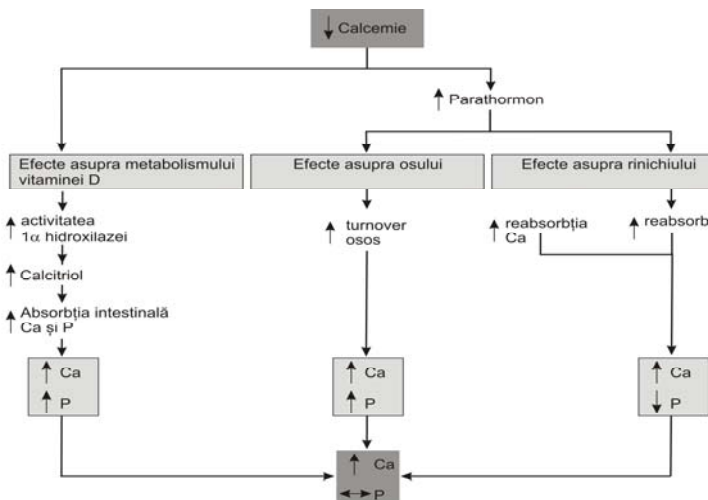 Calcemie
Parathormon
Efecte asupra metabolismului
vitaminei D
Efecte asupra osului
Efecte asupra rinichiului
activitatea
1α hidroxilazei
turnover
osos
reabsorbția
Ca
reabsorb
Calcitriol
Absorbția intestinală
Ca și P
Ca
P
Ca
P
Ca
P
Ca
P